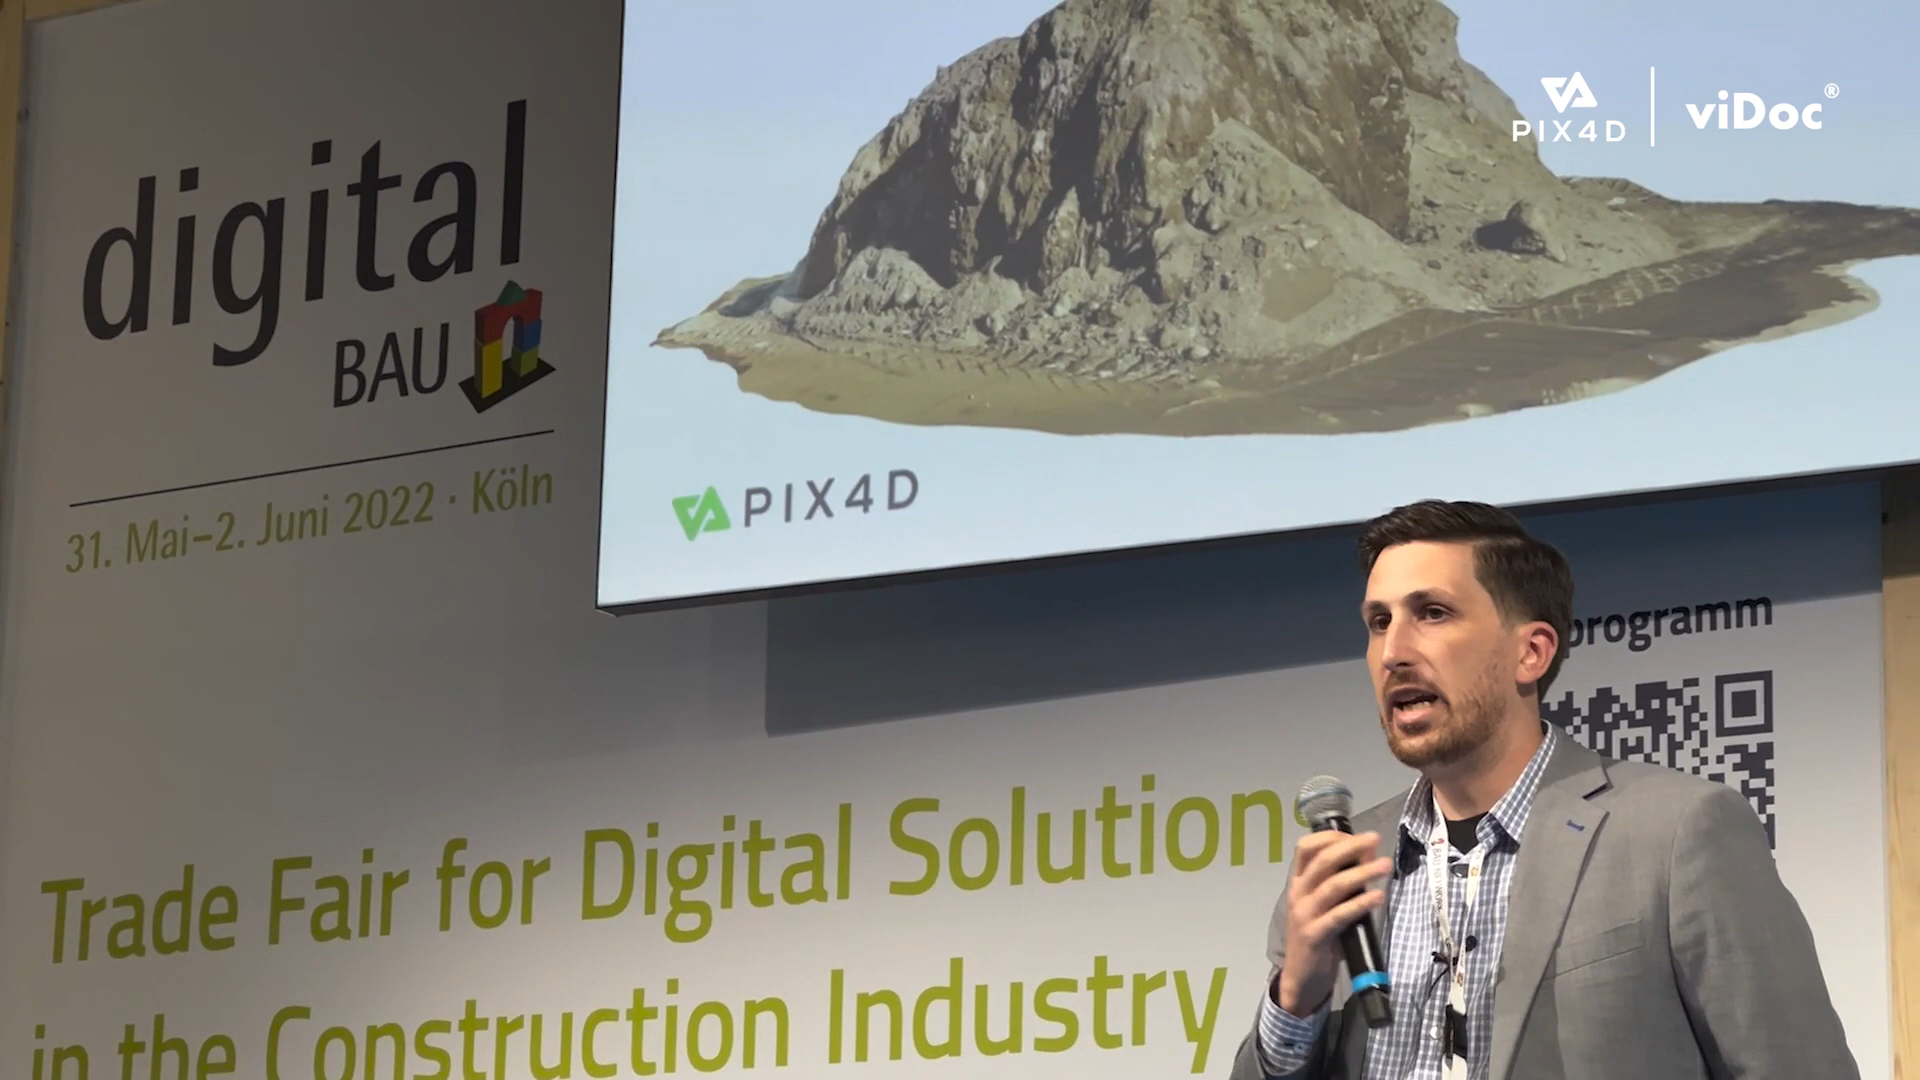 digital
BAU
31. Mai–2. Juni 2022 · Köln
PIX4D
viDoc®
PIX4D
programm
Trade Fair for Digital Solutions
in the Construction Industry